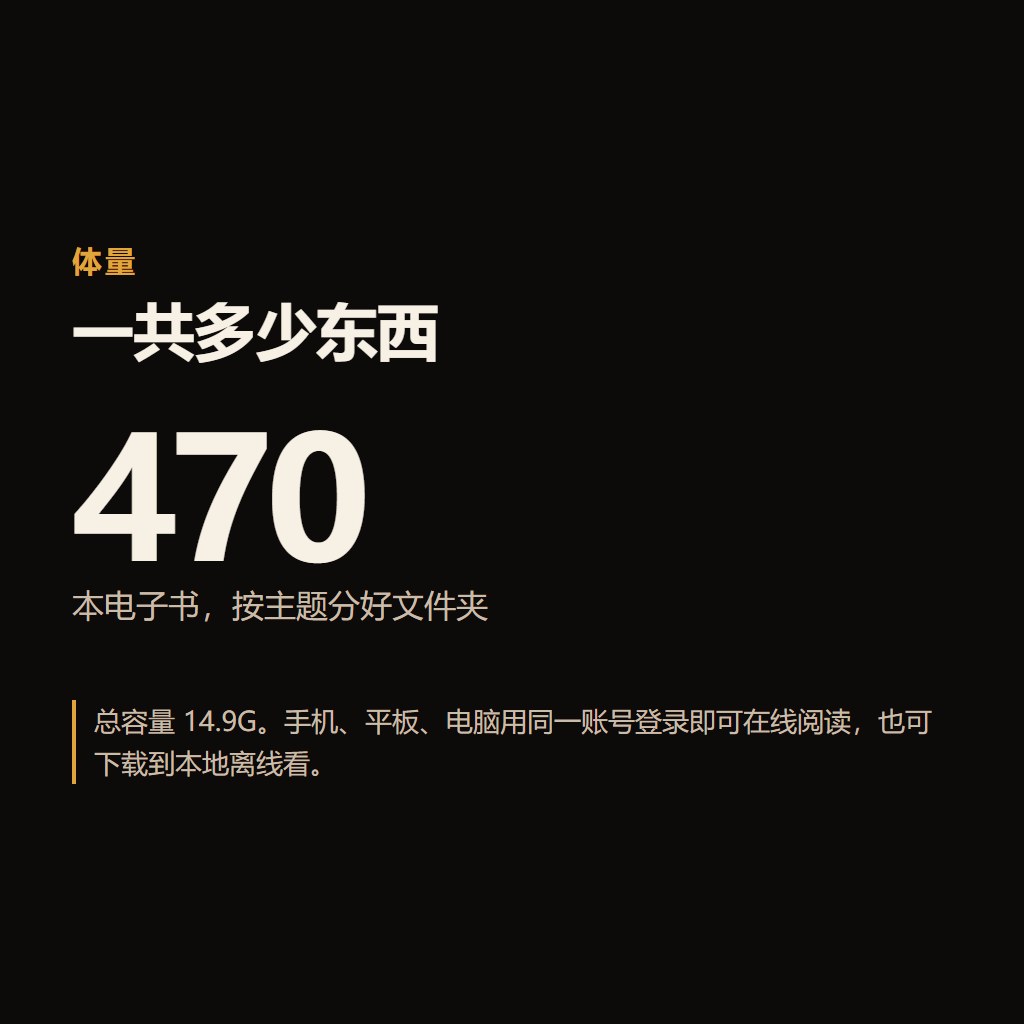 体量
一共多少东西
470
本电子书，按主题分好文件夹
总容量 14.9G。手机、平板、电脑用同一账号登录即可在线阅读，也可
下载到本地离线看。